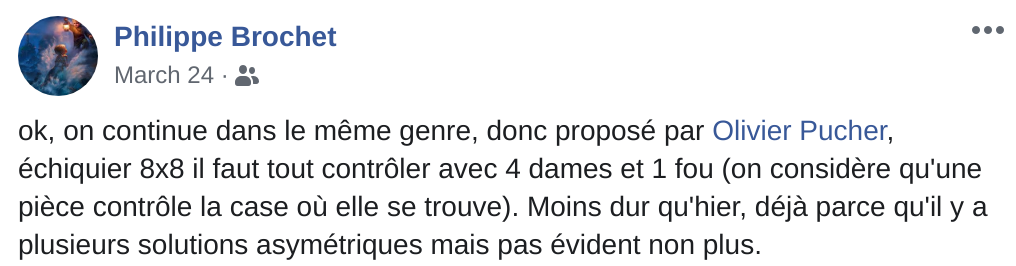 Philippe Brochet
March 24 ·
ok, on continue dans le même genre, donc proposé par Olivier Pucher,
échiquier 8x8 il faut tout contrôler avec 4 dames et 1 fou (on considère qu'une
pièce contrôle la case où elle se trouve). Moins dur qu'hier, déjà parce qu'il y a
plusieurs solutions asymétriques mais pas évident non plus.